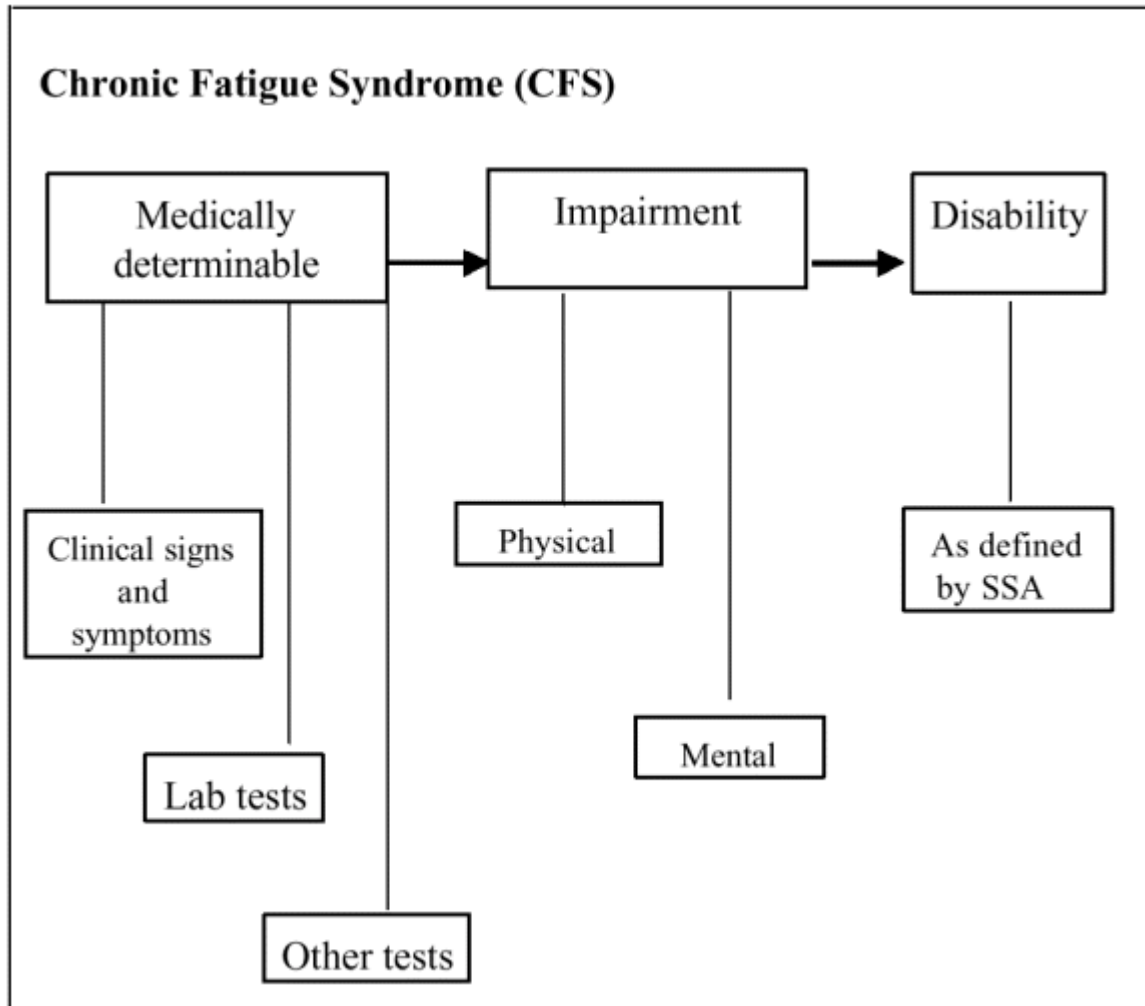 Chronic Fatigue Syndrome (CFS)
Medically
determinable
Impairment
Disability
Clinical signs
and
symptoms
Physical
As defined
by SSA
Mental
Lab tests
Other tests